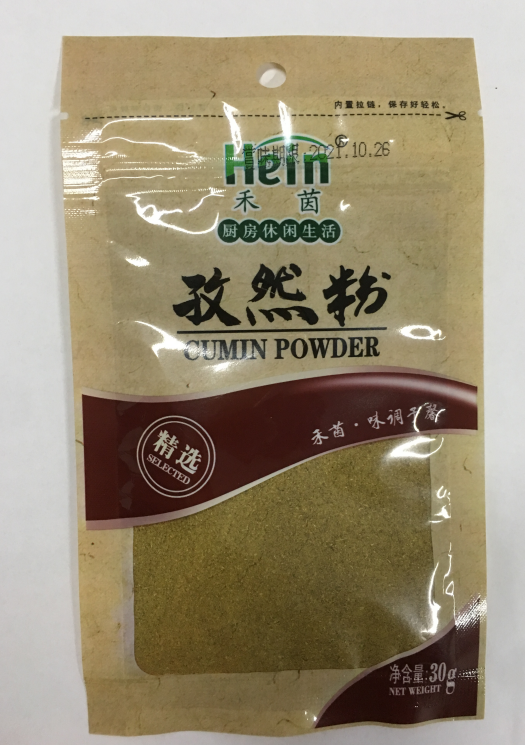 内置拉链,保存好轻松。
2021.10.26
Hein
禾茵
厨房休闲生活
孜然粉
CUMIN POWDER
禾茵·味调
精选
SELECTED
净含量:30g
NET WEIGHT